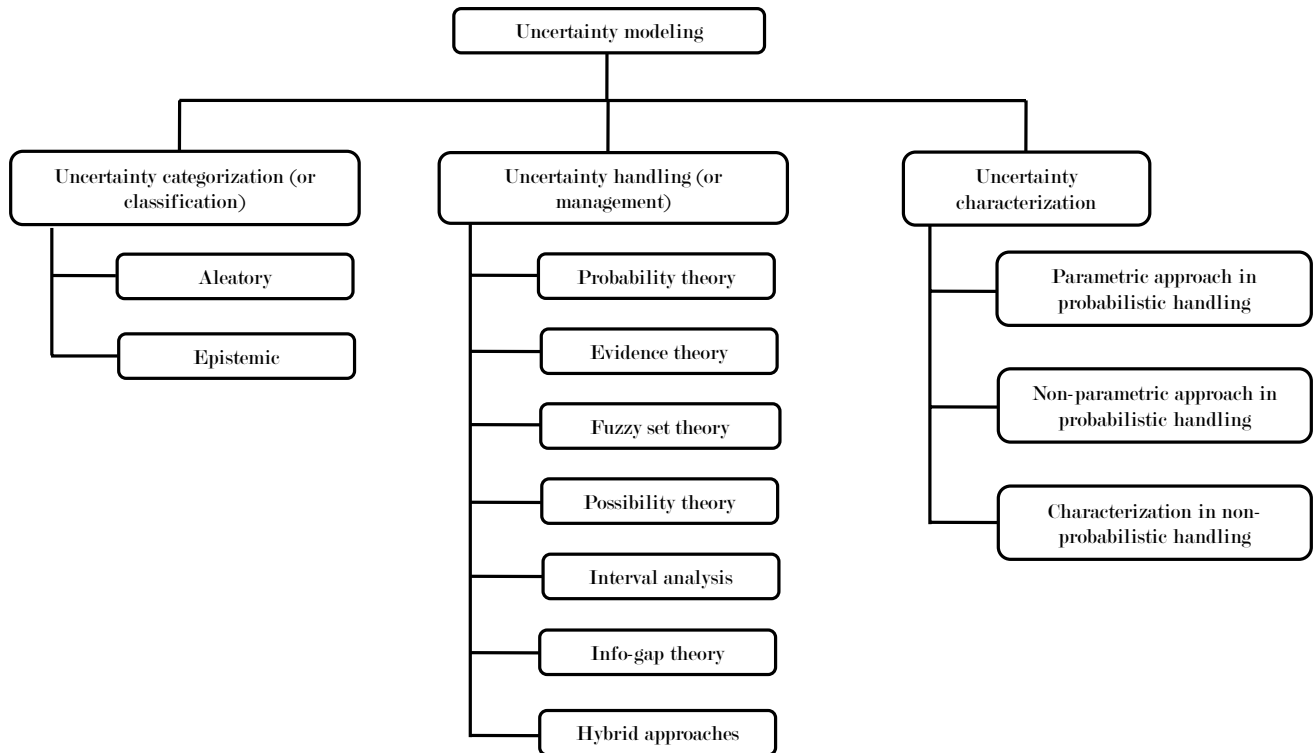 Uncertainty modeling
Uncertainty categorization (or
classification)
Aleatory
Epistemic
Uncertainty handling (or
management)
Probability theory
Evidence theory
Fuzzy set theory
Possibility theory
Interval analysis
Info-gap theory
Hybrid approaches
Uncertainty
characterization
Parametric approach in
probabilistic handling
Non-parametric approach in
probabilistic handling
Characterization in non-
probabilistic handling